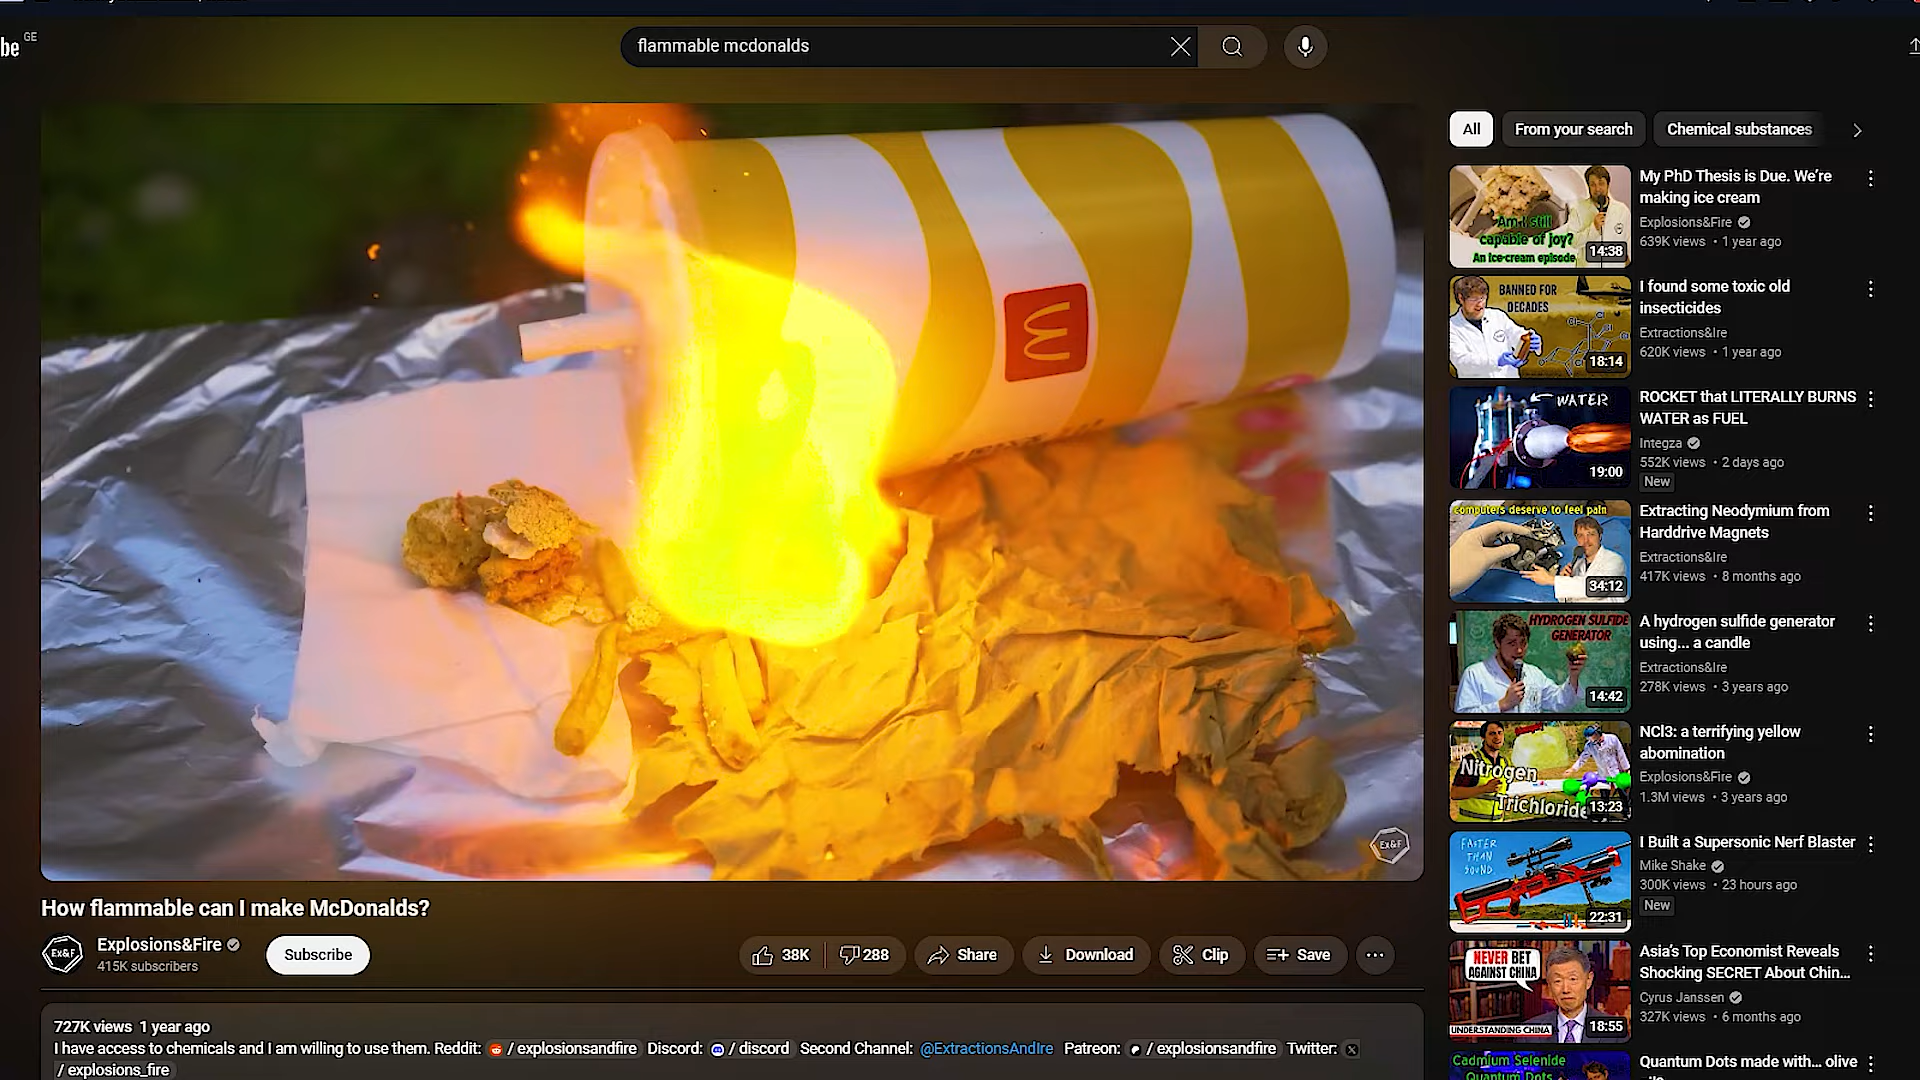 be GE
flammable mcdonalds
Ex&F
How flammable can I make McDonalds?
Ex&F
Explosions&Fire
415K subscribers
Subscribe
38K
288
Share
Download
Clip
Save
727K views 1 year ago
I have access to chemicals and I am willing to use them. Reddit: / explosionsandfire Discord: / discord Second Channel: @ExtractionsAndIre Patreon: / explosionsandfire Twitter:
/ explosions_fire
All
From your search
Chemical substances
Am I still
capable of joy?
An ice-cream episode
14:38
My PhD Thesis is Due. We’re
making ice cream
Explosions&Fire
639K views • 1 year ago
BANNED FOR
DECADES
18:14
I found some toxic old
insecticides
Extractions&Ire
620K views • 1 year ago
WATER
19:00
ROCKET that LITERALLY BURNS
WATER as FUEL
Integza
552K views • 2 days ago
New
computers deserve to feel pain
34:12
Extracting Neodymium from
Harddrive Magnets
Extractions&Ire
417K views • 8 months ago
HYDROGEN SULFIDE
GENERATOR
14:42
A hydrogen sulfide generator
using... a candle
Extractions&Ire
278K views • 3 years ago
Nitrogen
Trichloride
13:23
NCl3: a terrifying yellow
abomination
Explosions&Fire
1.3M views • 3 years ago
FASTER
THAN
SOUND
22:31
I Built a Supersonic Nerf Blaster
Mike Shake
300K views • 23 hours ago
New
NEVER BET
AGAINST CHINA
UNDERSTANDING CHINA
18:55
Asia’s Top Economist Reveals
Shocking SECRET About Chin...
Cyrus Janssen
327K views • 6 months ago
Cadmium Selenide
Quantum Dots
Quantum Dots made with... olive